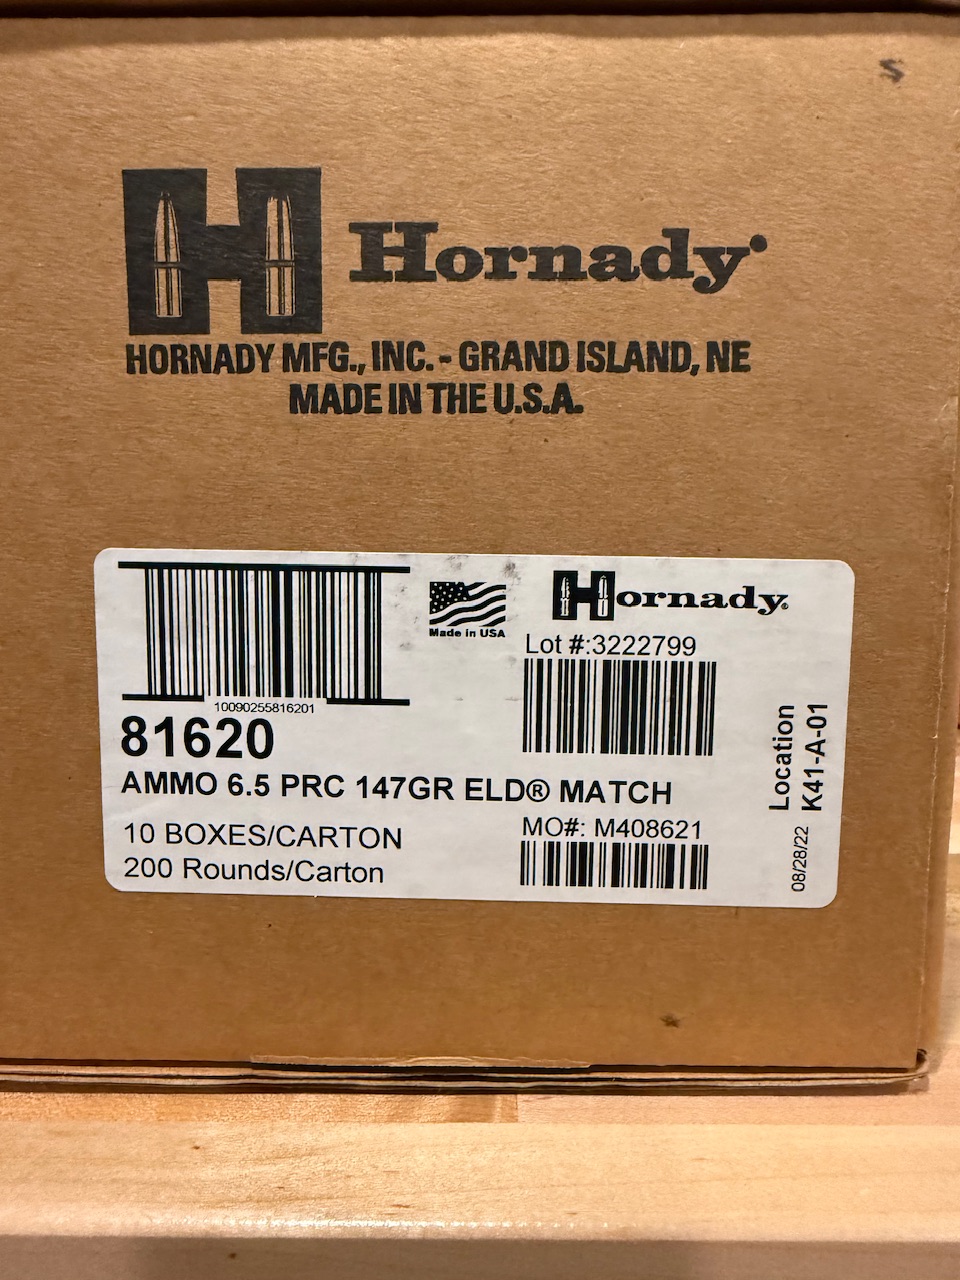 S
Hornady
HORNADY MFG., INC. - GRAND ISLAND, NE
MADE IN THE U.S.A.
10090255816201
81620
AMMO 6.5 PRC 147GR ELD® MATCH
10 BOXES/CARTON
200 Rounds/Carton
Made in USA
Hornady®
Lot #:3222799
MO#: M408621
Location
K41-A-01
08/28/22